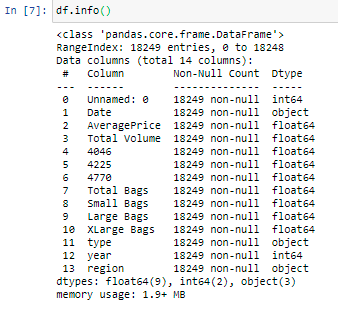 In [7]: df.info()
<class 'pandas.core.frame.DataFrame'>
RangeIndex: 18249 entries, 0 to 18248
Data columns (total 14 columns):
 #   Column        Non-Null Count  Dtype
---  ------        --------------  -----
 0   Unnamed: 0    18249 non-null  int64
 1   Date          18249 non-null  object
 2   AveragePrice  18249 non-null  float64
 3   Total Volume  18249 non-null  float64
 4   4046          18249 non-null  float64
 5   4225          18249 non-null  float64
 6   4770          18249 non-null  float64
 7   Total Bags    18249 non-null  float64
 8   Small Bags    18249 non-null  float64
 9   Large Bags    18249 non-null  float64
 10  XLarge Bags   18249 non-null  float64
 11  type          18249 non-null  object
 12  year          18249 non-null  int64
 13  region        18249 non-null  object
dtypes: float64(9), int64(2), object(3)
memory usage: 1.9+ MB